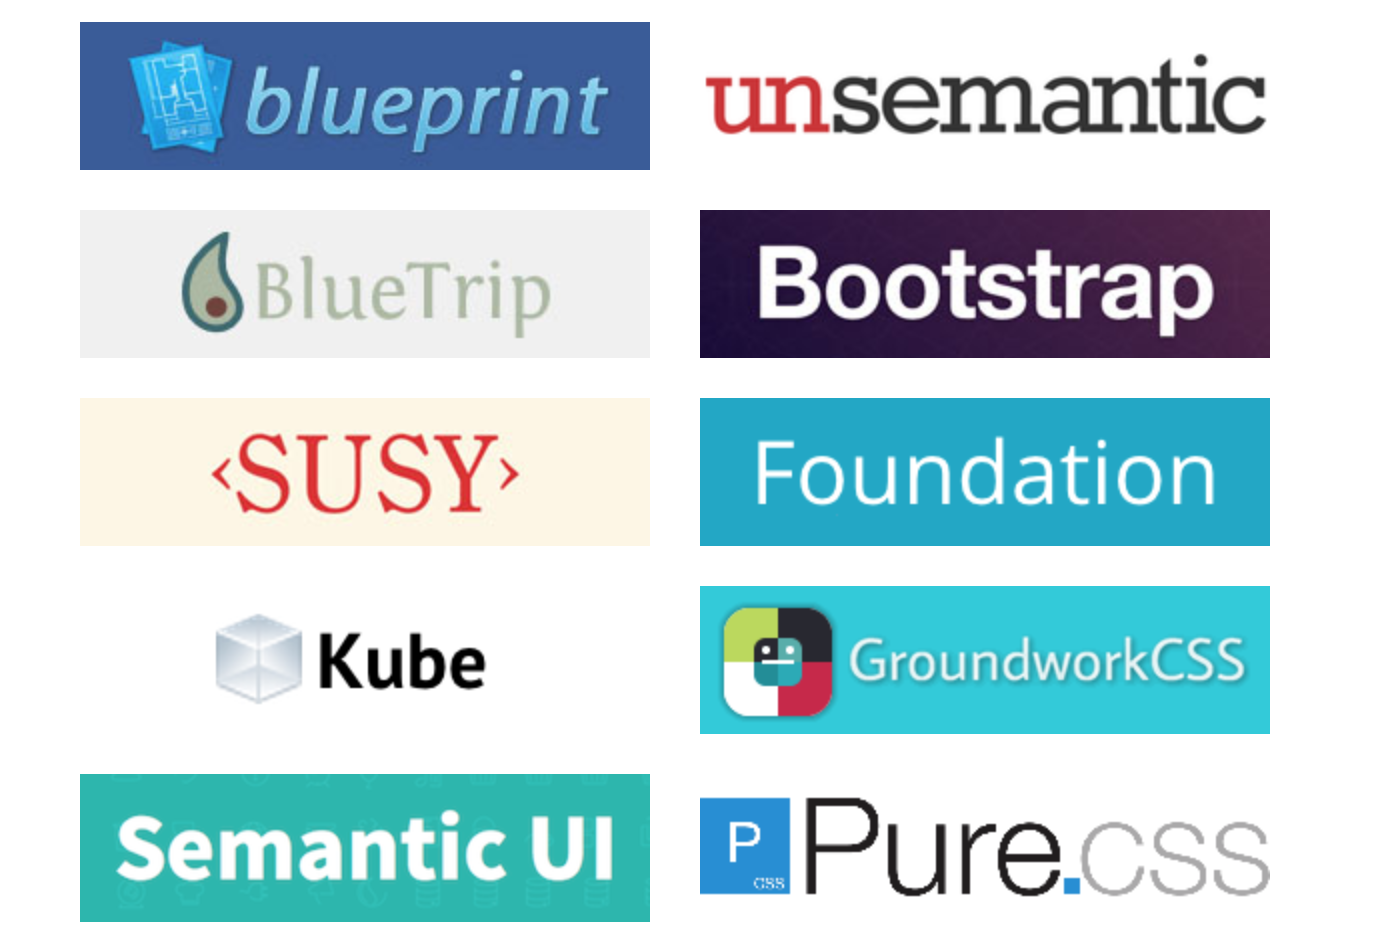 blueprint
unsemantic
BlueTrip
Bootstrap
‹SUSY›
Foundation
Kube
GroundworkCSS
Semantic UI
P
css
Pure.css